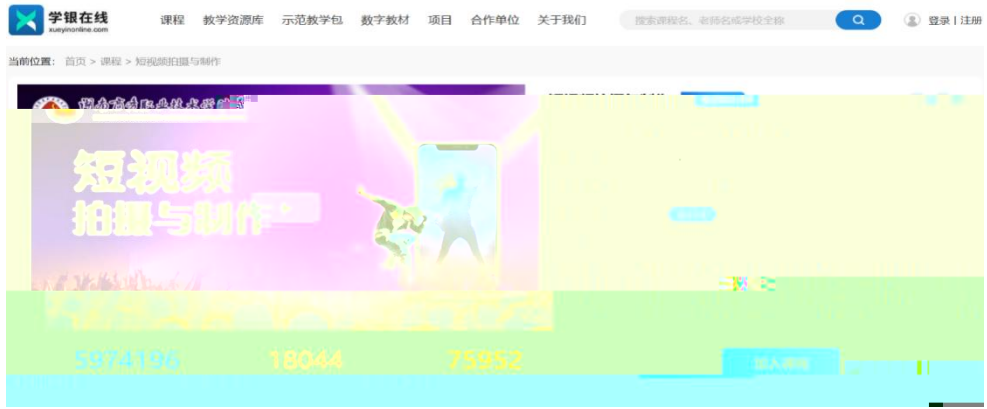 学银在线
xueyinonline.com
课程 教学资源库 示范教学包 数字教材 项目 合作单位 关于我们
搜索课程名、老师名或学校全称
登录 | 注册
当前位置: 首页 > 课程 > 短视频拍摄与制作
短视频
拍摄与制作
5974196 18044 75952
加入课程